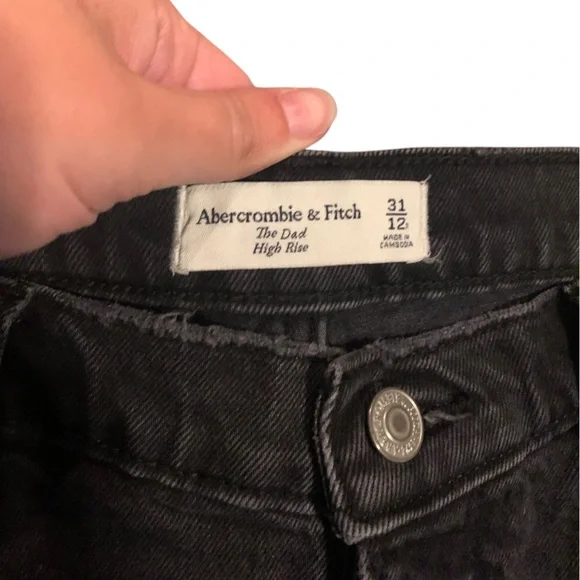 Abercrombie & Fitch
The Dad
High Rise
31
12
MADE IN
CAMBODIA